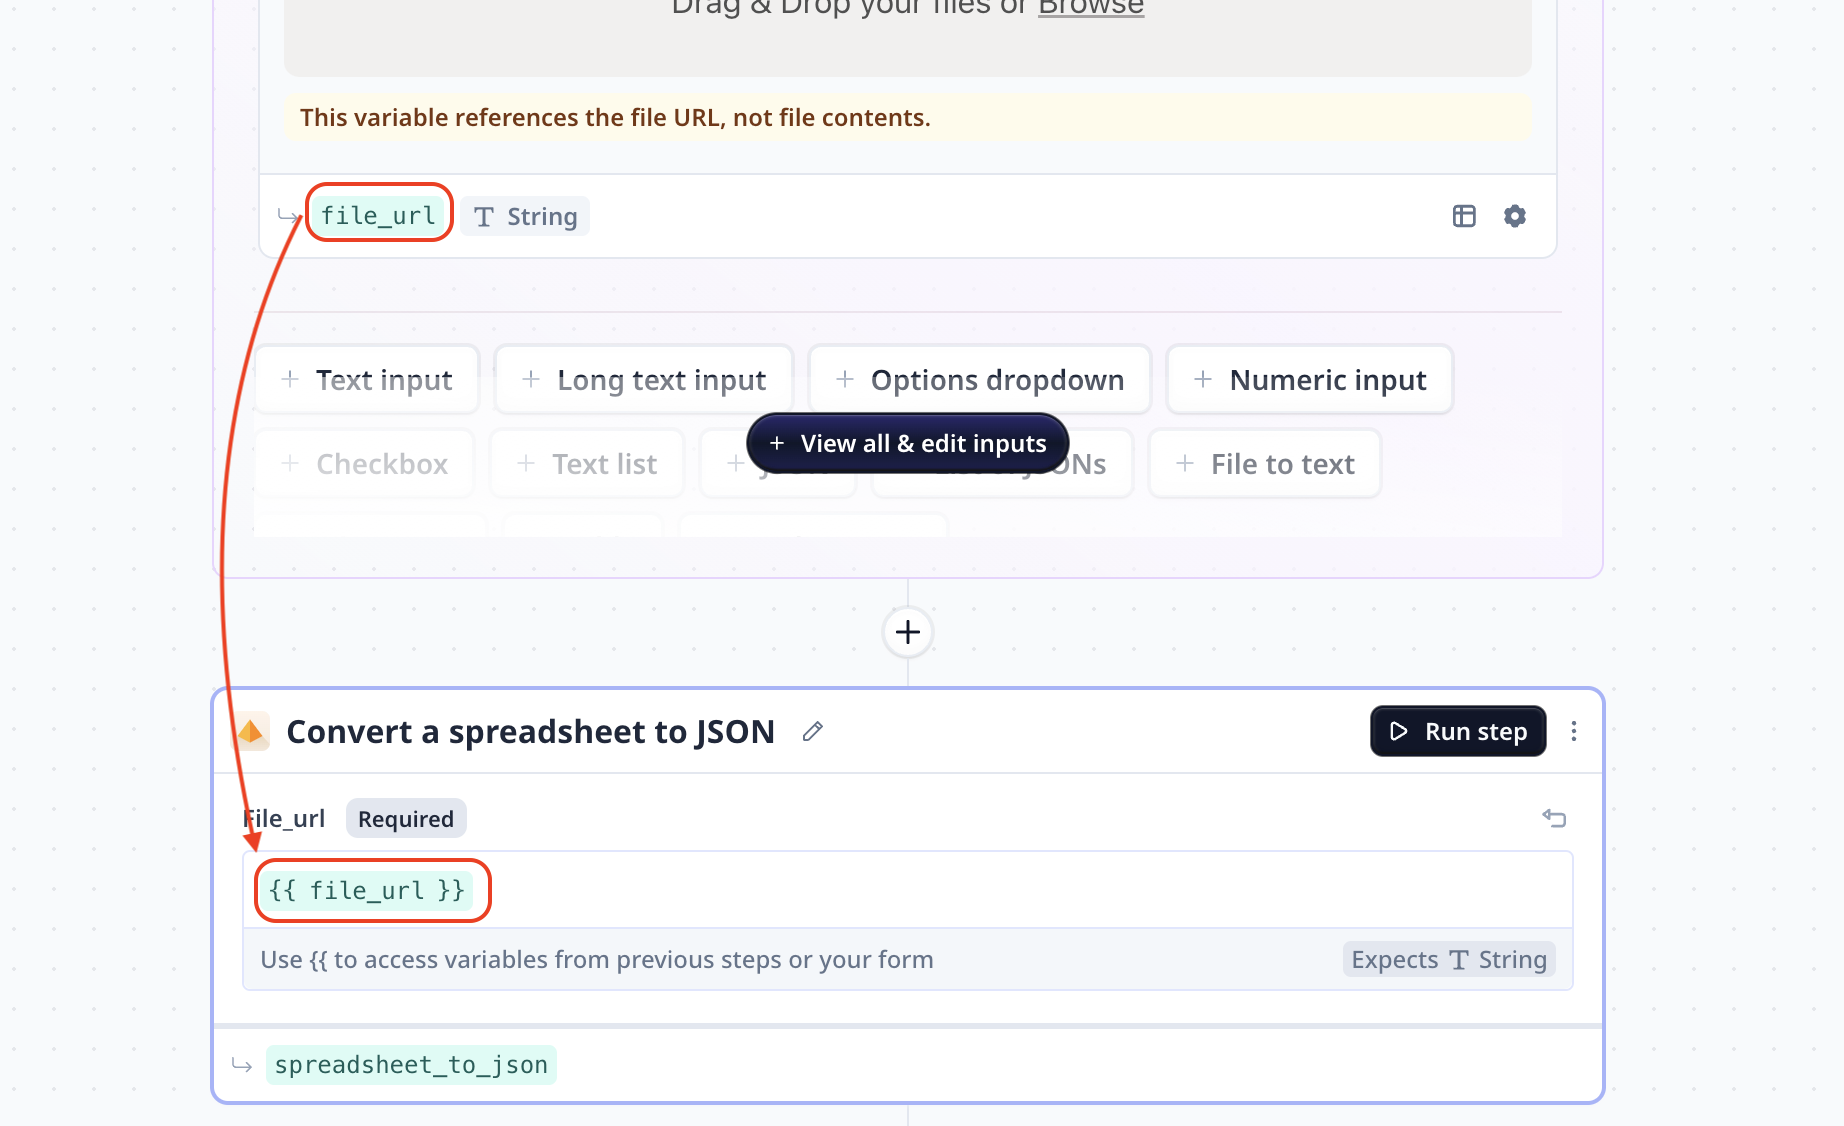 Drag & Drop your files or Browse
This variable references the file URL, not file contents.
file_url T String
+ Text input + Long text input + Options dropdown + Numeric input
+ View all & edit inputs
+ Checkbox + Text list + + File to text
+
Convert a spreadsheet to JSON Run step
File_url Required
{{ file_url }}
Use {{ to access variables from previous steps or your form Expects T String
spreadsheet_to_json